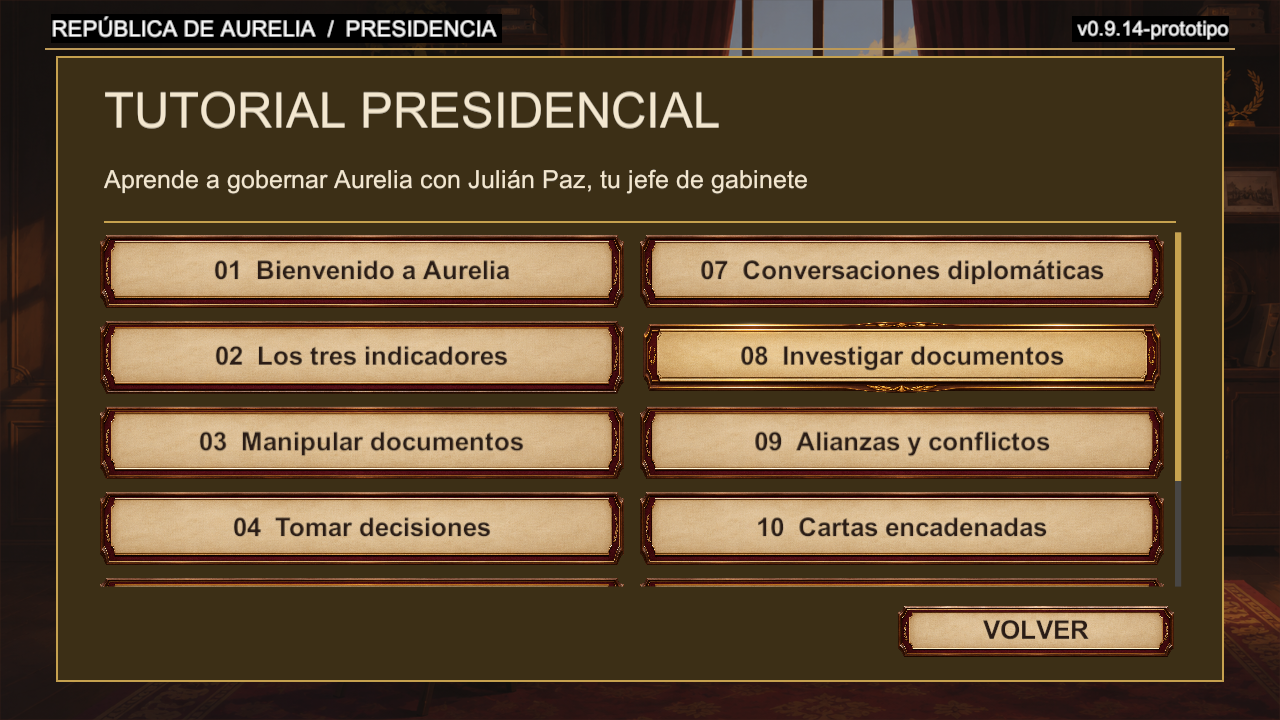 REPÚBLICA DE AURELIA / PRESIDENCIA
v0.9.14-prototipo
TUTORIAL PRESIDENCIAL
Aprende a gobernar Aurelia con Julián Paz, tu jefe de gabinete
01 Bienvenido a Aurelia
07 Conversaciones diplomáticas
02 Los tres indicadores
08 Investigar documentos
03 Manipular documentos
09 Alianzas y conflictos
04 Tomar decisiones
10 Cartas encadenadas
VOLVER